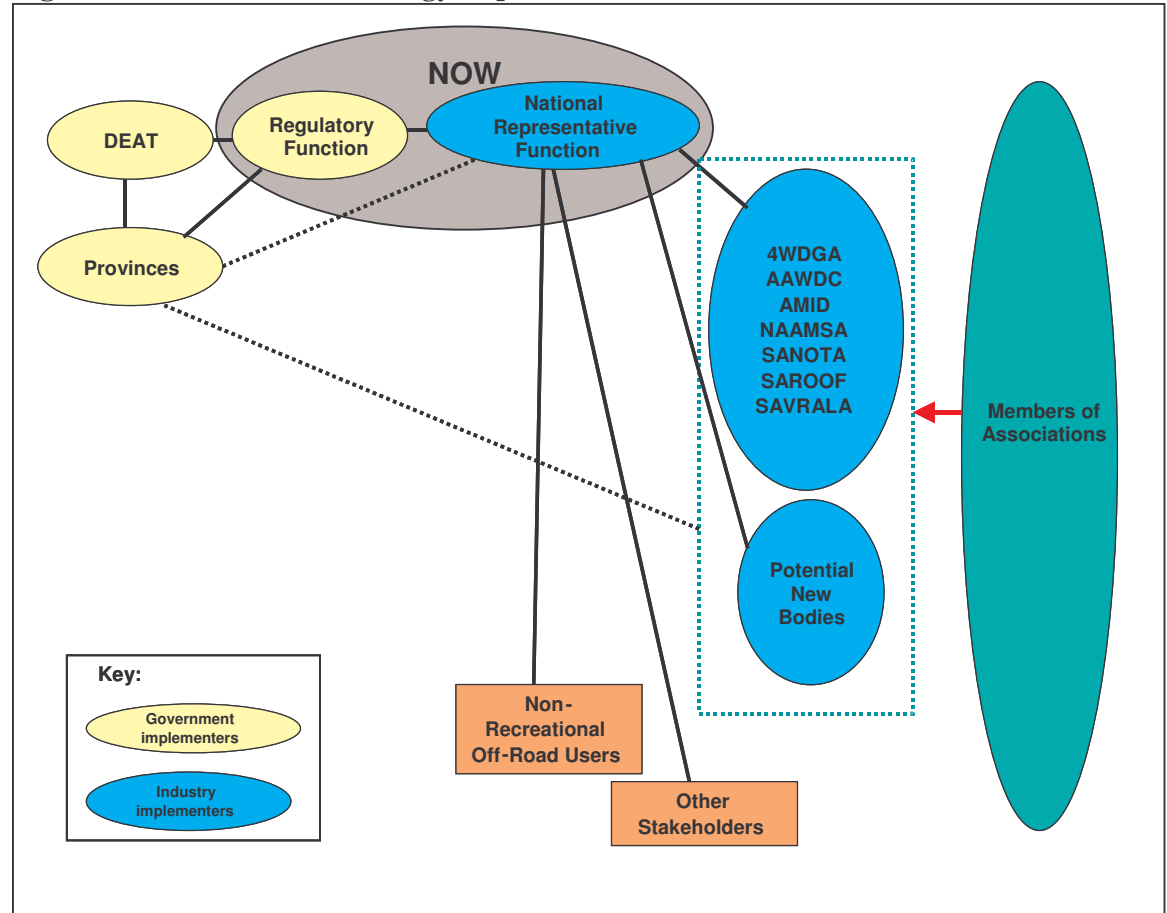 NOW
National
Representative
Function
Regulatory
Function
DEAT
Provinces
4WDGA
AAWDC
AMID
NAAMSA
SANOTA
SAROOF
SAVRALA
Members of
Associations
Potential
New
Bodies
Key:
Government
implementers
Industry
implementers
Non-
Recreational
Off-Road Users
Other
Stakeholders